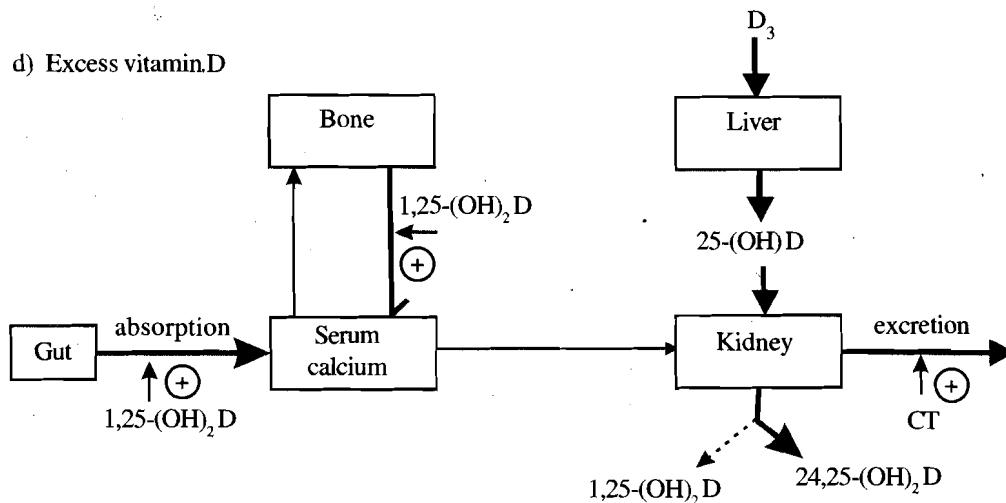 d) Excess vitamin.D
D₃
Bone
Liver
1,25-(OH)₂ D
+
25-(OH) D
absorption
Gut
Serum
calcium
Kidney
excretion
+
1,25-(OH)₂ D
+
CT
1,25-(OH)₂ D
24,25-(OH)₂ D